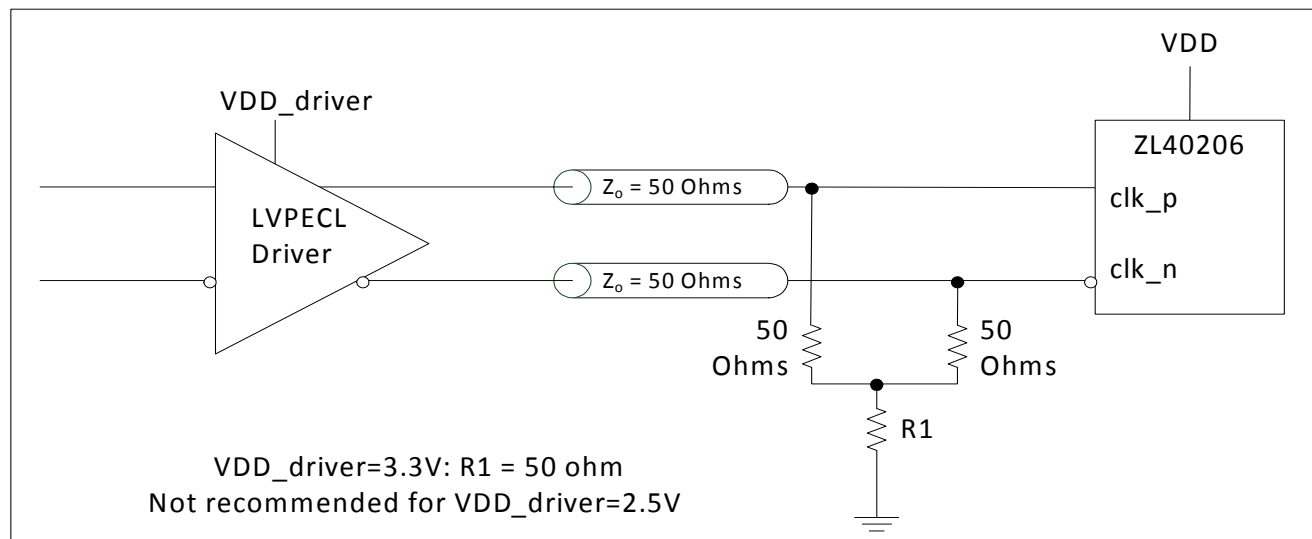 VDD
VDD_driver
ZL40206
Zₒ = 50 Ohms
clk_p
LVPECL
Driver
Zₒ = 50 Ohms
clk_n
50
Ohms
50
Ohms
R1
VDD_driver=3.3V: R1 = 50 ohm
Not recommended for VDD_driver=2.5V